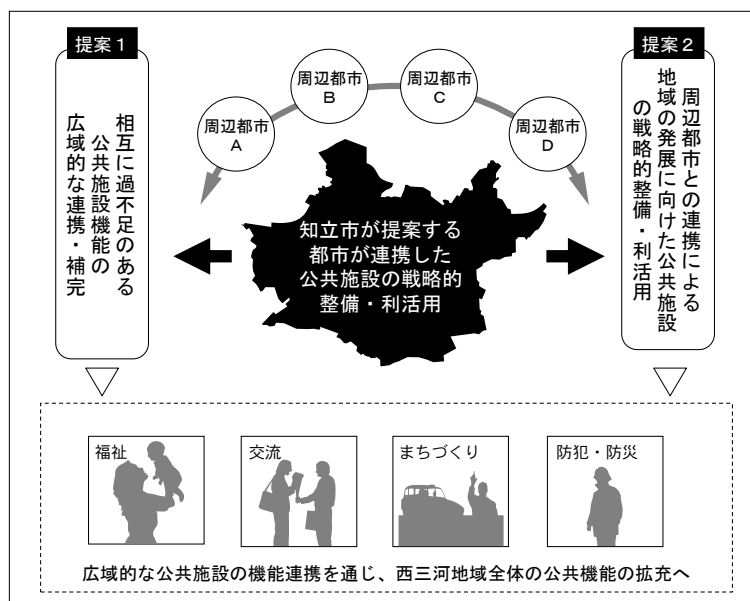 提案1
相互に過不足のある
公共施設機能の
広域的な連携・補完
周辺都市
A
周辺都市
B
周辺都市
C
周辺都市
D
知立市が提案する
都市が連携した
公共施設の戦略的
整備・利活用
提案2
周辺都市との連携による
地域の発展に向けた公共施設
の戦略的整備・利活用
福祉
交流
まちづくり
防犯・防災
広域的な公共施設の機能連携を通じ、西三河地域全体の公共機能の拡充へ